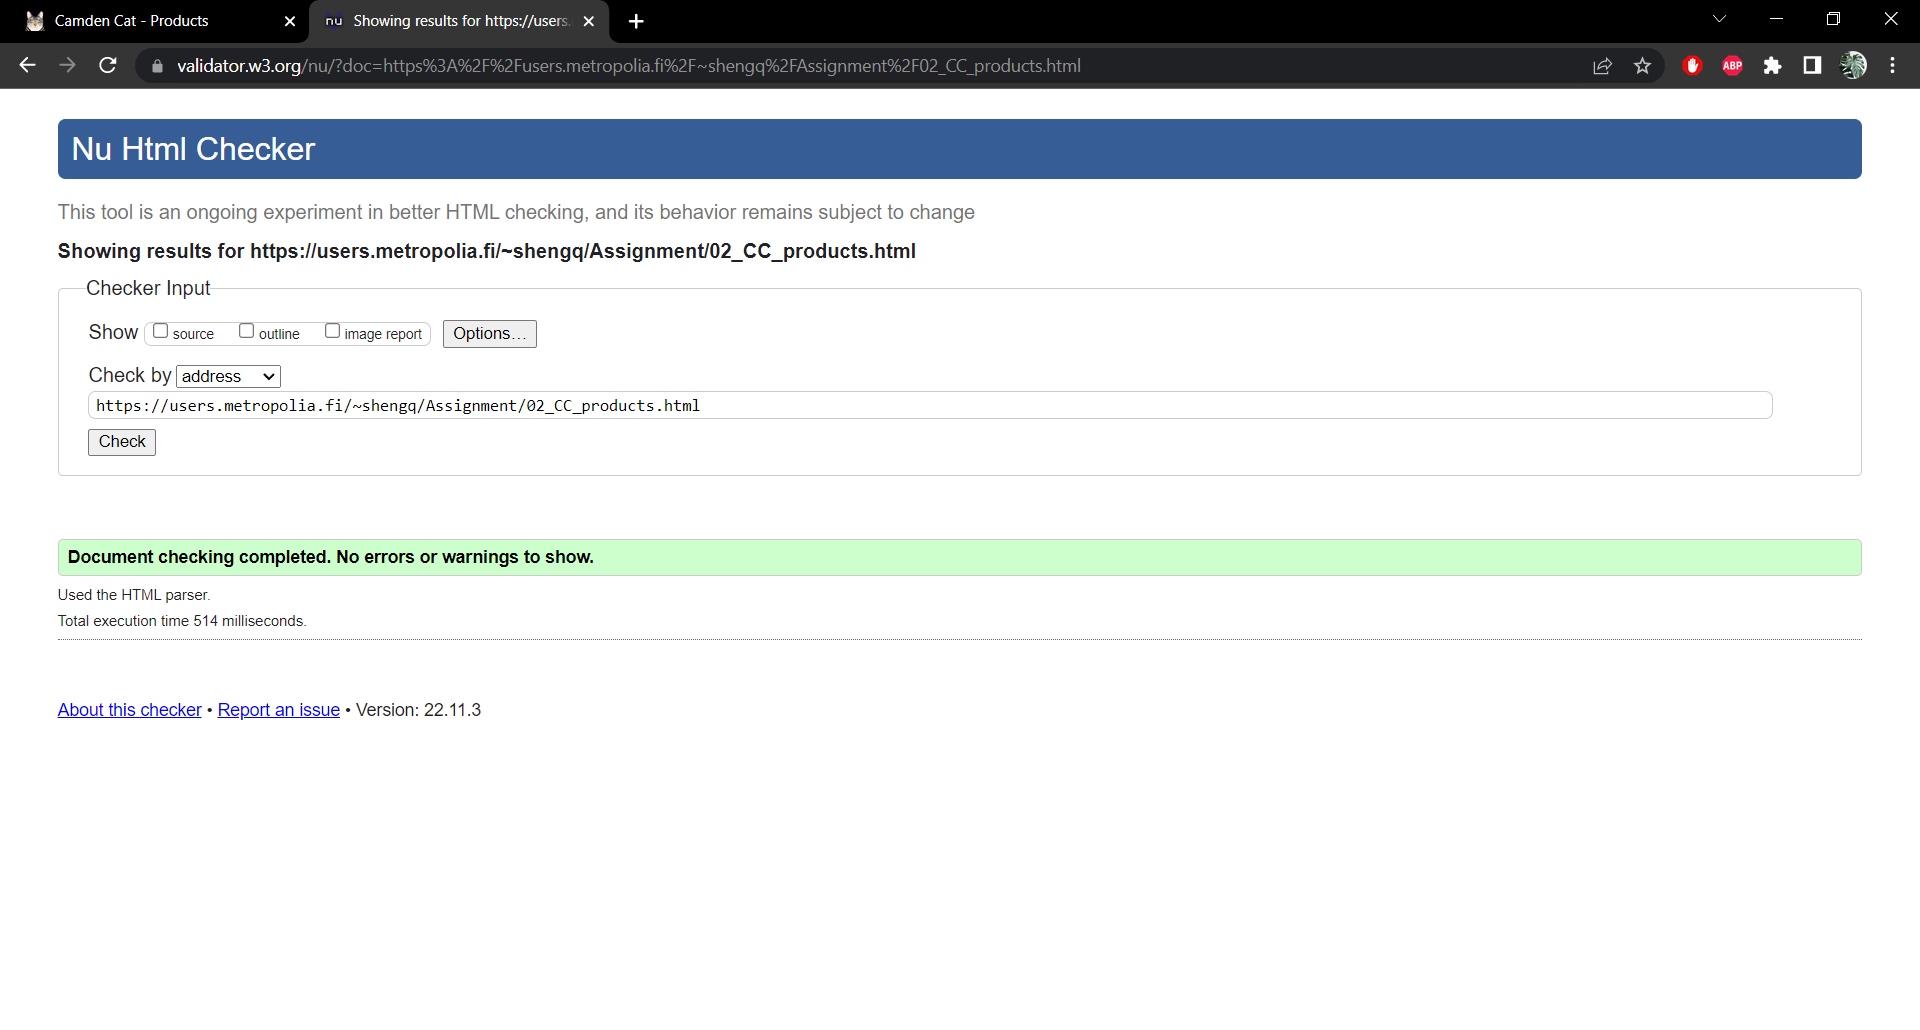 Camden Cat - Products
nu Showing results for https://users.
validator.w3.org/nu/?doc=https%3A%2F%2Fusers.metropolia.fi%2F~shengq%2FAssignment%2F02_CC_products.html
ABP
Nu Html Checker
This tool is an ongoing experiment in better HTML checking, and its behavior remains subject to change
Showing results for https://users.metropolia.fi/~shengq/Assignment/02_CC_products.html
Checker Input
Show source outline image report Options…
Check by address
https://users.metropolia.fi/~shengq/Assignment/02_CC_products.html
Check
Document checking completed. No errors or warnings to show.
Used the HTML parser.
Total execution time 514 milliseconds.
About this checker • Report an issue • Version: 22.11.3